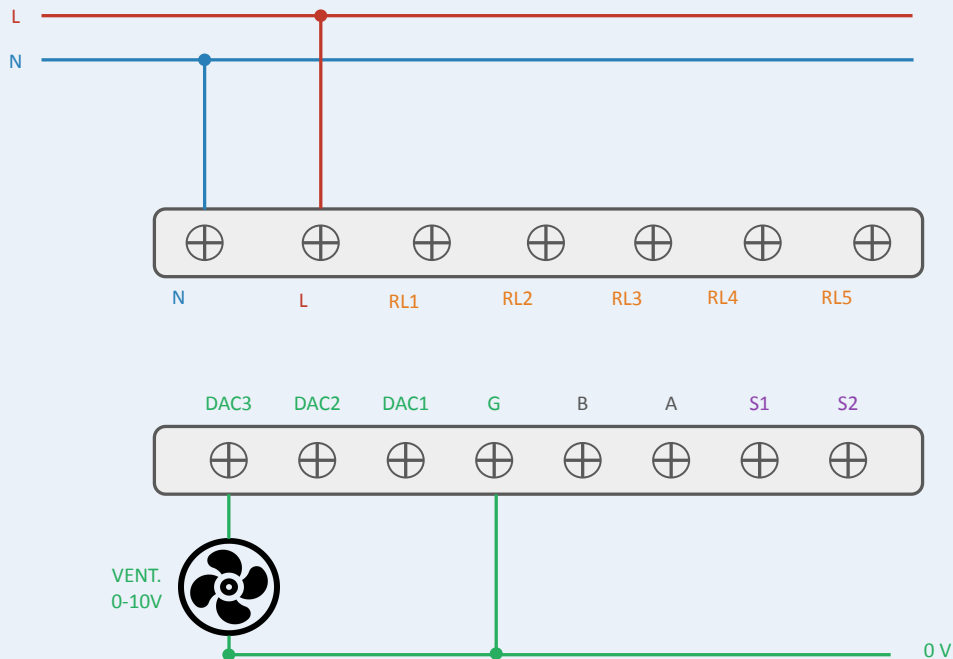 L
N
N
L
RL1
RL2
RL3
RL4
RL5
DAC3
DAC2
DAC1
G
B
A
S1
S2
VENT.
0-10V
0 V